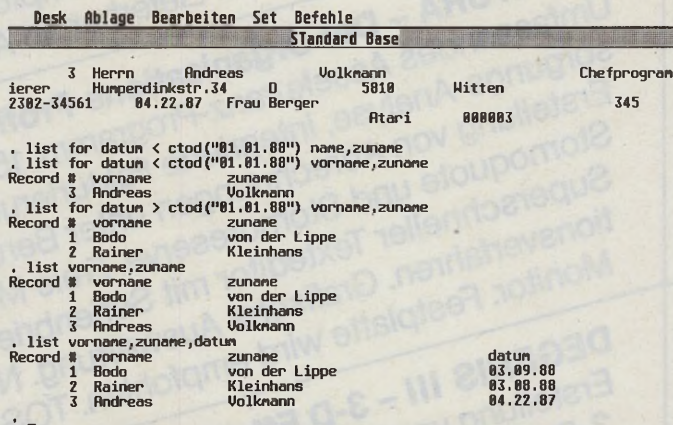 Desk Ablage Bearbeiten Set Befehle
STandard Base
3 Herrn Andreas Volkmann Chefprogram
ierer Humperdinkstr.34 D 5810 Witten
2302-34561 04.22.87 Frau Berger 345
Atari 000003
. list for datum < ctod("01.01.88") name,zuname
. list for datum < ctod("01.01.88") vorname,zuname
Record # vorname zuname
3 Andreas Volkmann
. list for datum > ctod("01.01.88") vorname,zuname
Record # vorname zuname
1 Bodo von der Lippe
2 Rainer Kleinhans
. list vorname,zuname
Record # vorname zuname
1 Bodo von der Lippe
2 Rainer Kleinhans
3 Andreas Volkmann
. list vorname,zuname,datum
Record # vorname zuname datum
1 Bodo von der Lippe 03.09.88
2 Rainer Kleinhans 03.08.88
3 Andreas Volkmann 04.22.87
. _